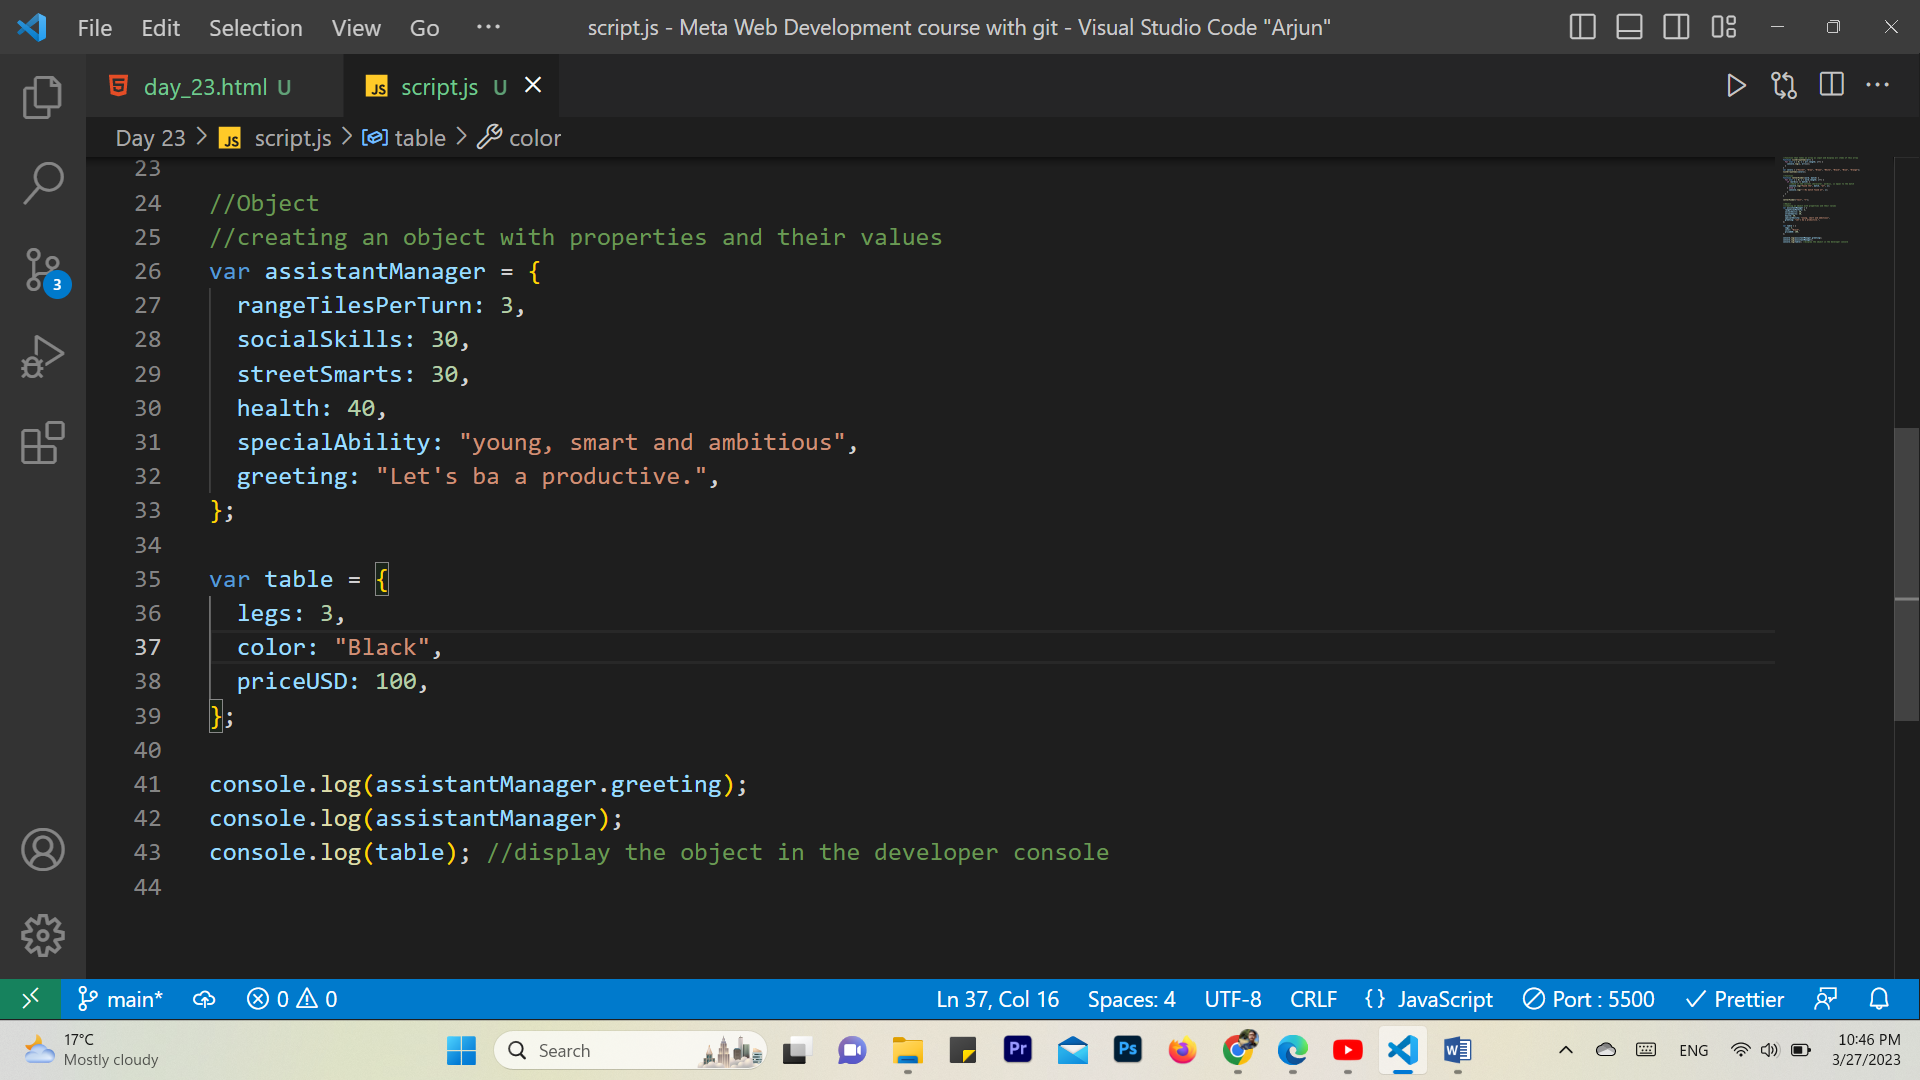 File Edit Selection View Go ··· script.js - Meta Web Development course with git - Visual Studio Code "Arjun"
day_23.html U JS script.js U
Day 23 > JS script.js > table > color
23
24 //Object
25 //creating an object with properties and their values
26 var assistantManager = {
27 rangeTilesPerTurn: 3,
28 socialSkills: 30,
29 streetSmarts: 30,
30 health: 40,
31 specialAbility: "young, smart and ambitious",
32 greeting: "Let's ba a productive.",
33 };
34
35 var table = {
36 legs: 3,
37 color: "Black",
38 priceUSD: 100,
39 };
40
41 console.log(assistantManager.greeting);
42 console.log(assistantManager);
43 console.log(table); //display the object in the developer console
44
3
main* 0 0 Ln 37, Col 16 Spaces: 4 UTF-8 CRLF {} JavaScript Port : 5500 Prettier
17°C
Mostly cloudy
Search
Pr
Ps
ENG
10:46 PM
3/27/2023